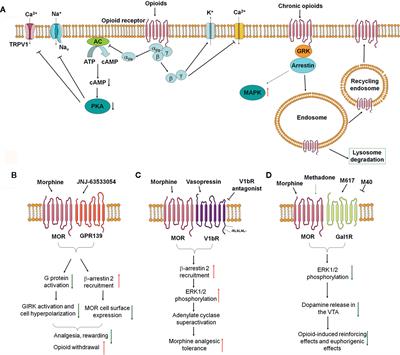 A
Opioids
Chronic opioids
Ca²⁺
Na⁺
Opioid receptor
K⁺
Ca²⁺
TRPV1
Naᵥ
AC
αᵢ/₀
αᵢ/₀
β
γ
β
γ
β
γ
ATP
cAMP
cAMP
PKA
GRK
Arrestin
MAPK
Recycling
endosome
Endosome
Lysosome
degradation
B
Morphine
JNJ-63533054
MOR
GPR139
G protein
activation
β-arrestin 2
recruitment
GIRK activation and
cell hyperpolarization
MOR cell surface
expression
Analgesia, rewarding
Opioid withdrawal
C
Morphine
Vasopressin
V1bR
antagonist
MOR
V1bR
β-arrestin 2
recruitment
ERK1/2
phosphorylation
Adenylate cyclase
superactivation
Morphine analgesic
tolerance
D
Morphine
Methadone
M617
M40
MOR
Gal1R
ERK1/2
phosphorylation
Dopamine release in
the VTA
Opioid-induced reinforcing
effects and euphorigenic
effects